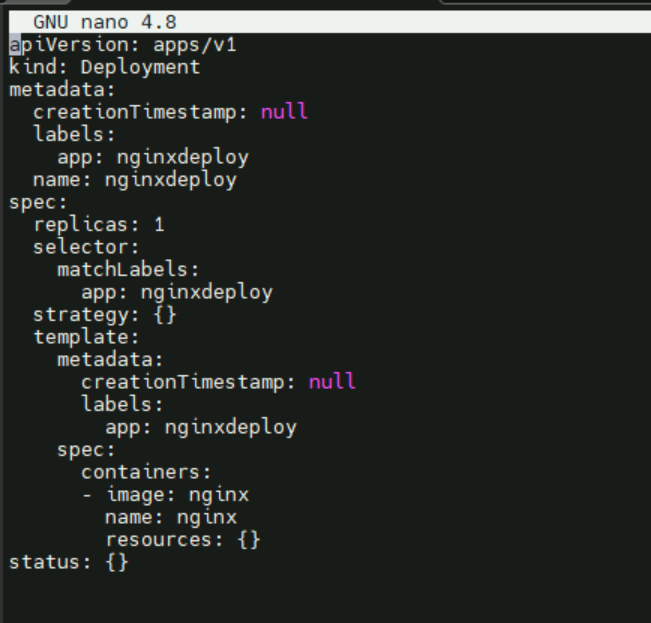 GNU nano 4.8
apiVersion: apps/v1
kind: Deployment
metadata:
  creationTimestamp: null
  labels:
    app: nginxdeploy
  name: nginxdeploy
spec:
  replicas: 1
  selector:
    matchLabels:
      app: nginxdeploy
  strategy: {}
  template:
    metadata:
      creationTimestamp: null
      labels:
        app: nginxdeploy
    spec:
      containers:
      - image: nginx
        name: nginx
        resources: {}
status: {}